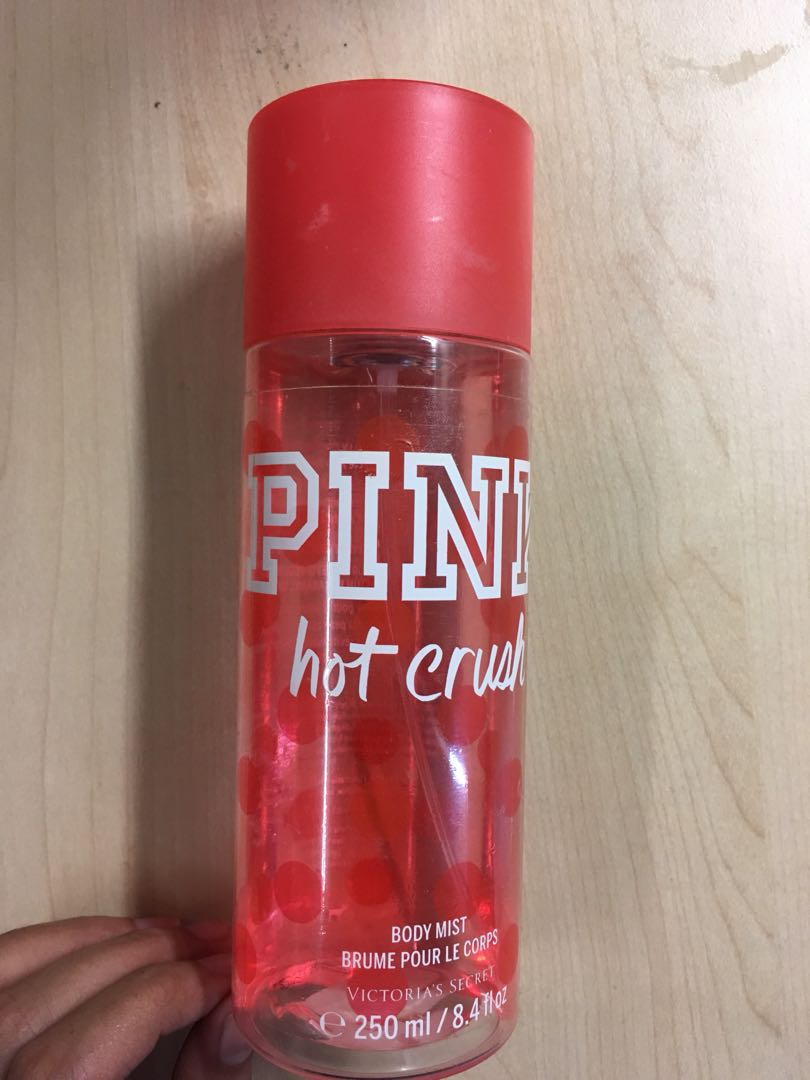 PINK
hot crush
BODY MIST
BRUME POUR LE CORPS
VICTORIA'S SECRET
℮ 250 ml / 8.4 fl oz